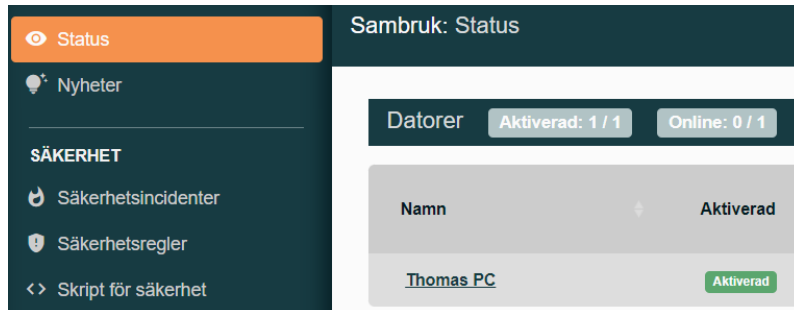 Status
Nyheter
SÄKERHET
Säkerhetsincidenter
Säkerhetsregler
Skript för säkerhet
Sambruk: Status
Datorer Aktiverad: 1 / 1 Online: 0 / 1
Namn Aktiverad
Thomas PC Aktiverad